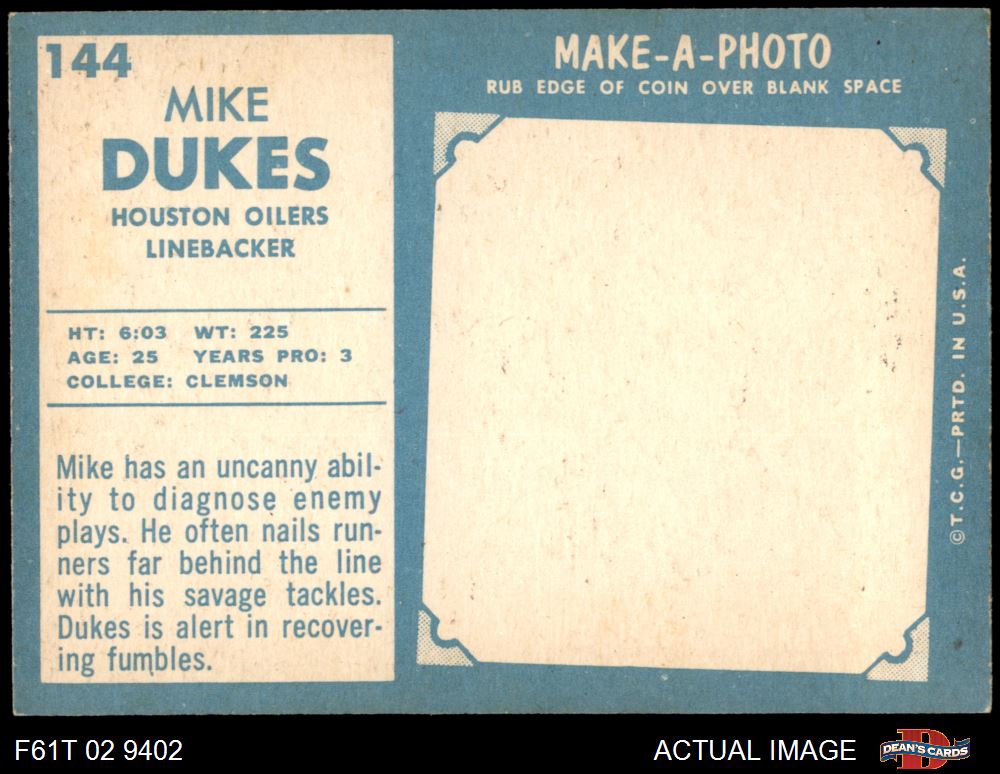 144
MIKE
DUKES
HOUSTON OILERS
LINEBACKER
HT: 6:03 WT: 225
AGE: 25 YEARS PRO: 3
COLLEGE: CLEMSON
Mike has an uncanny abil-
ity to diagnose enemy
plays. He often nails run-
ners far behind the line
with his savage tackles.
Dukes is alert in recover-
ing fumbles.
MAKE-A-PHOTO
RUB EDGE OF COIN OVER BLANK SPACE
©T.C.G.—PRTD. IN U.S.A.
F61T 02 9402
ACTUAL IMAGE
DEAN'S CARDS